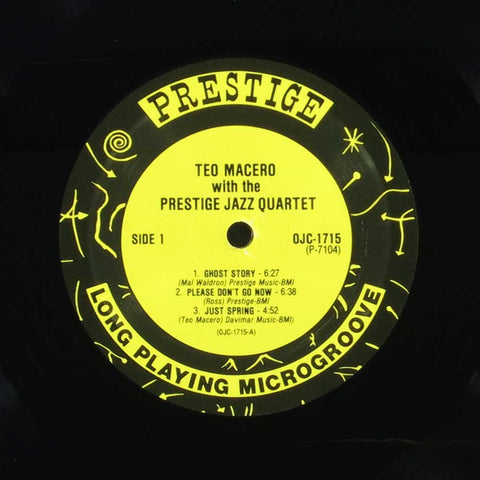 PRESTIGE
TEO MACERO
with the
PRESTIGE JAZZ QUARTET
SIDE 1
OJC-1715
(P-7104)
1. GHOST STORY - 6:27
(Mal Waldron) Prestige Music-BMI
2. PLEASE DON'T GO NOW - 6:38
(Ross) Prestige-BMI
3. JUST SPRING - 4:52
(Teo Macero) Davimar Music-BMI)
(OJC-1715-A)
LONG PLAYING MICROGROOVE